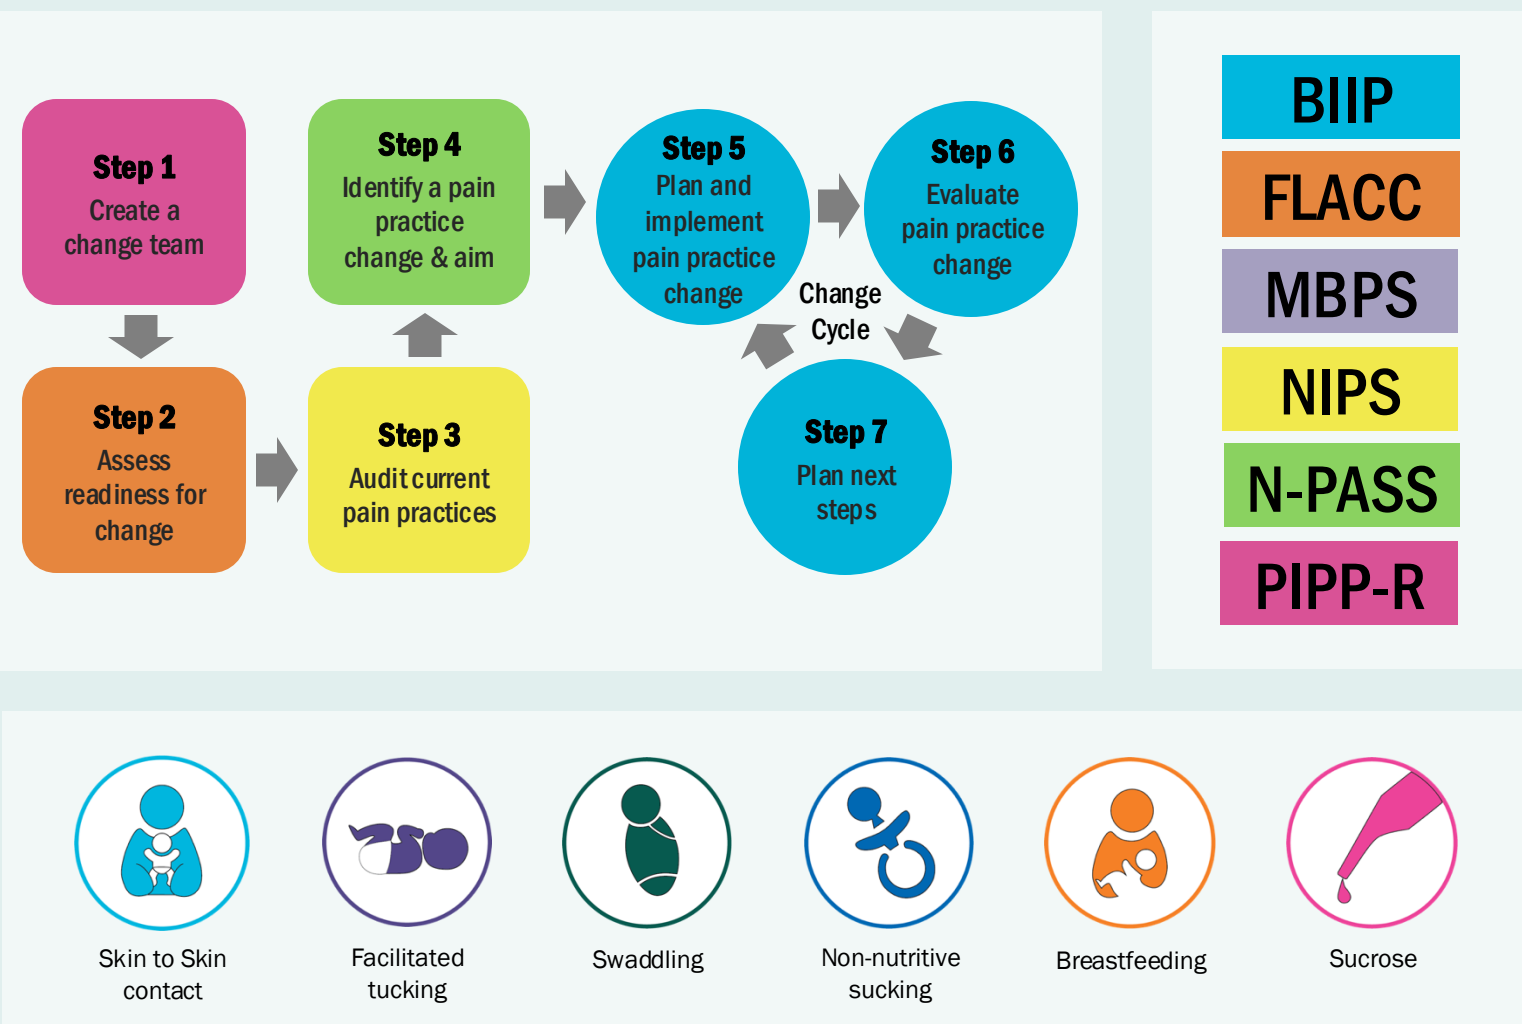 Step 1
Create a
change team
Step 2
Assess
readiness for
change
Step 3
Audit current
pain practices
Step 4
Identify a pain
practice
change & aim
Step 5
Plan and
implement
pain practice
change
Step 6
Evaluate
pain practice
change
Change
Cycle
Step 7
Plan next
steps
BIIP
FLACC
MBPS
NIPS
N-PASS
PIPP-R
Skin to Skin
contact
Facilitated
tucking
Swaddling
Non-nutritive
sucking
Breastfeeding
Sucrose